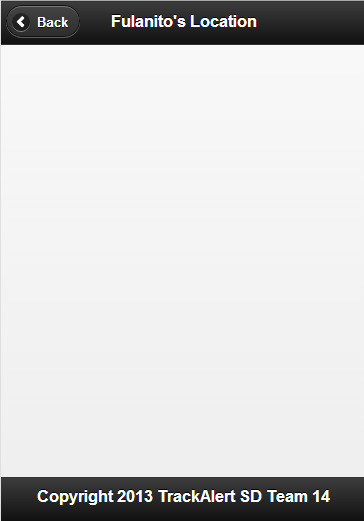 Back
Fulanito's Location
Copyright 2013 TrackAlert SD Team 14